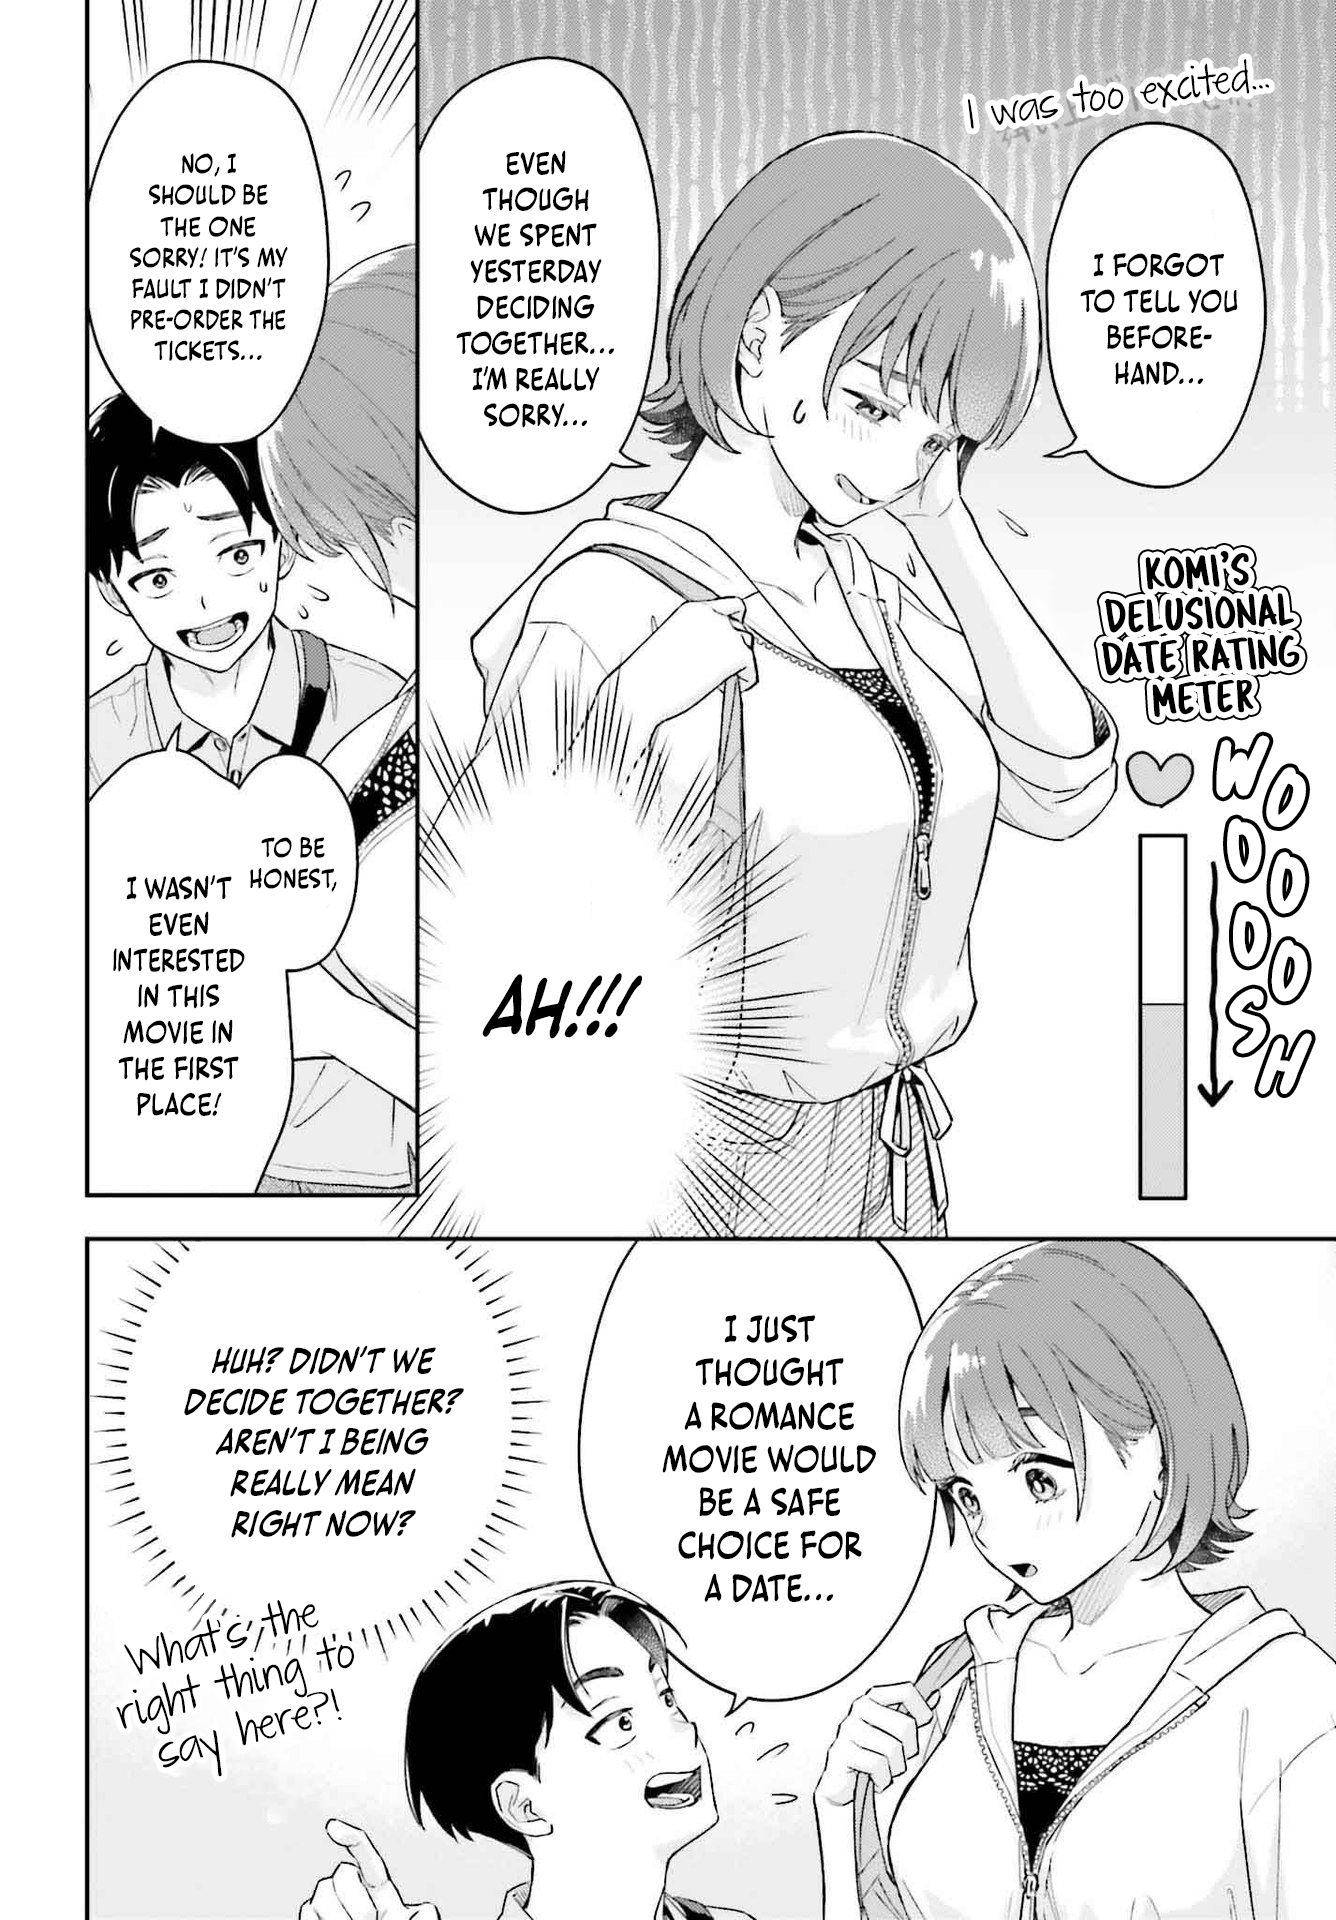 I was too excited...
I FORGOT
TO TELL YOU
BEFORE-
HAND...
EVEN
THOUGH
WE SPENT
YESTERDAY
DECIDING
TOGETHER...
I'M REALLY
SORRY...
KOMI'S
DELUSIONAL
DATE RATING
METER
WOOOOOOSH
AH!!!
NO, I
SHOULD BE
THE ONE
SORRY! IT'S MY
FAULT I DIDN'T
PRE-ORDER THE
TICKETS...
TO BE
HONEST,
I WASN'T
EVEN
INTERESTED
IN THIS
MOVIE IN
THE FIRST
PLACE!
I JUST
THOUGHT
A ROMANCE
MOVIE WOULD
BE A SAFE
CHOICE FOR
A DATE...
HUH? DIDN'T WE
DECIDE TOGETHER?
AREN'T I BEING
REALLY MEAN
RIGHT NOW?
What's the
right thing to
say here?!